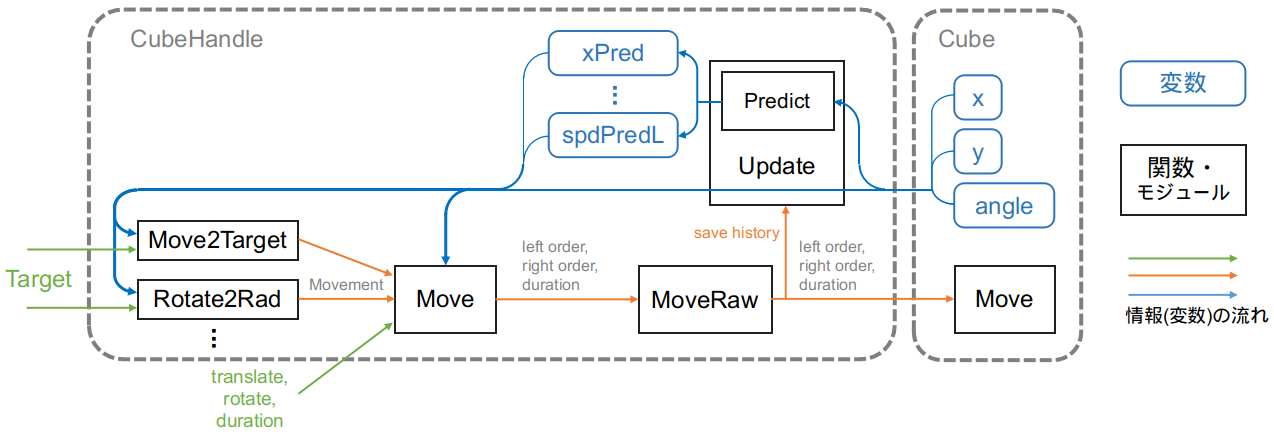 CubeHandle
Cube
xPred
⋮
spdPredL
Predict
Update
x
y
angle
変数
関数・
モジュール
Move2Target
Rotate2Rad
⋮
Target
Movement
Move
left order,
right order,
duration
MoveRaw
save history
left order,
right order,
duration
Move
translate,
rotate,
duration
情報(変数)の流れ